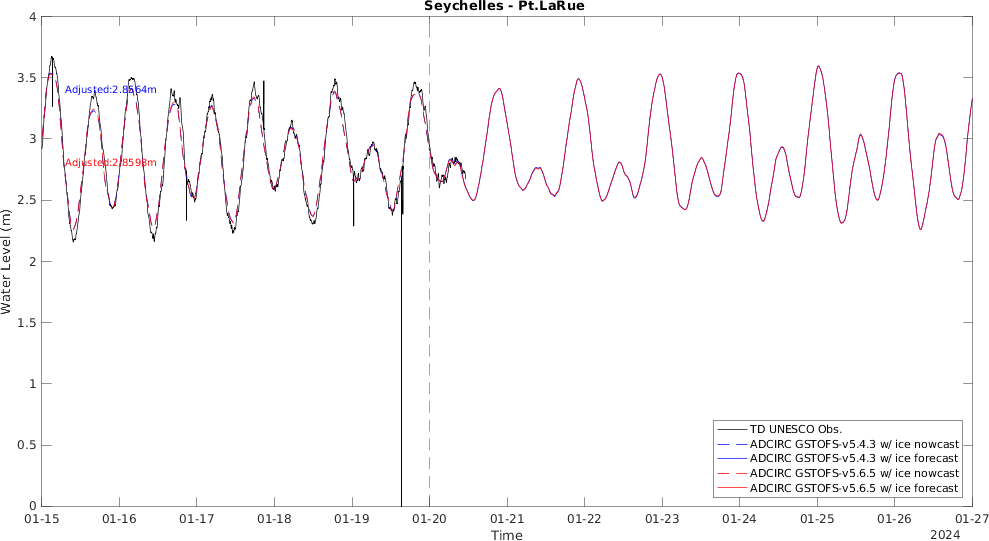 Seychelles - Pt.LaRue
4
3.5
3
2.5
2
1.5
1
0.5
0
Water Level (m)
Adjusted:2.8564m
Adjusted:2.8593m
TD UNESCO Obs.
ADCIRC GSTOFS-v5.4.3 w/ ice nowcast
ADCIRC GSTOFS-v5.4.3 w/ ice forecast
ADCIRC GSTOFS-v5.6.5 w/ ice nowcast
ADCIRC GSTOFS-v5.6.5 w/ ice forecast
01-15 01-16 01-17 01-18 01-19 01-20 01-21 01-22 01-23 01-24 01-25 01-26 01-27
Time
2024